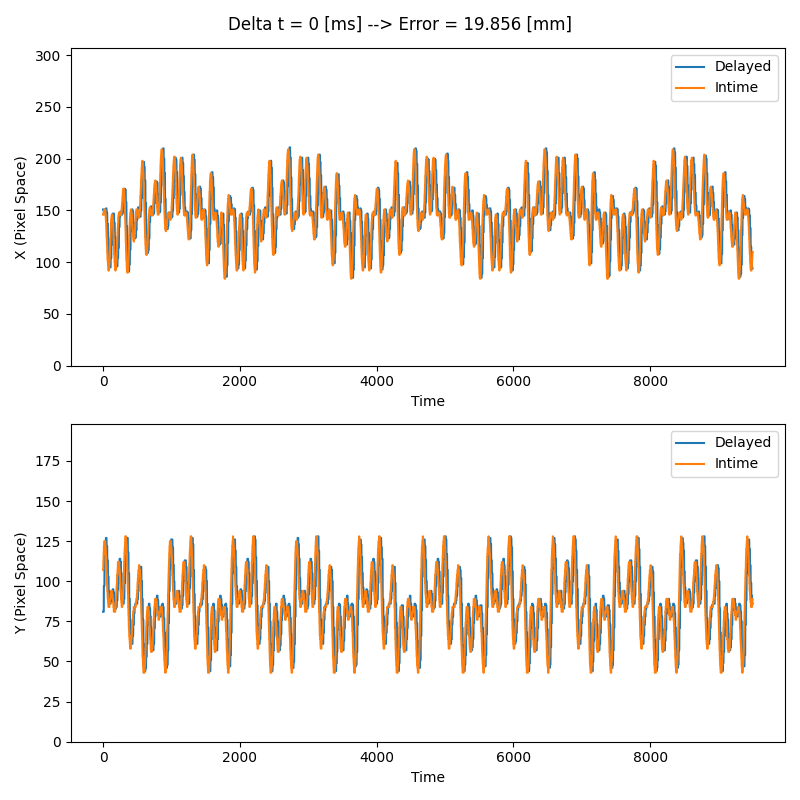 Delta t = 0 [ms] --> Error = 19.856 [mm]
300
250
200
150
100
50
0
X (Pixel Space)
Delayed
Intime
0
2000
4000
6000
8000
Time
175
150
125
100
75
50
25
0
Y (Pixel Space)
Delayed
Intime
0
2000
4000
6000
8000
Time